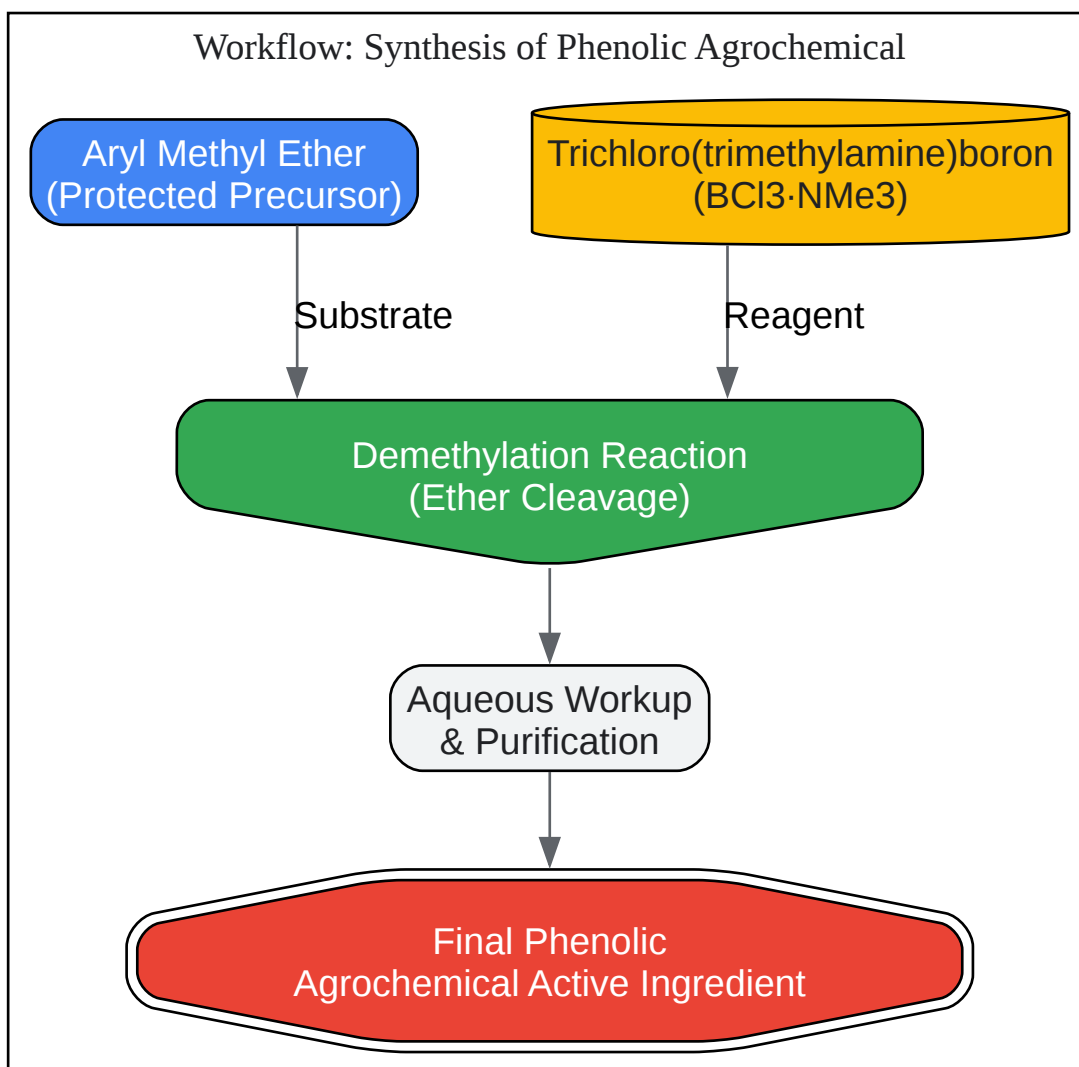 Workflow: Synthesis of Phenolic Agrochemical
Aryl Methyl Ether
(Protected Precursor)
Trichloro(trimethylamine)boron
(BCl3·NMe3)
Substrate
Reagent
Demethylation Reaction
(Ether Cleavage)
Aqueous Workup
& Purification
Final Phenolic
Agrochemical Active Ingredient